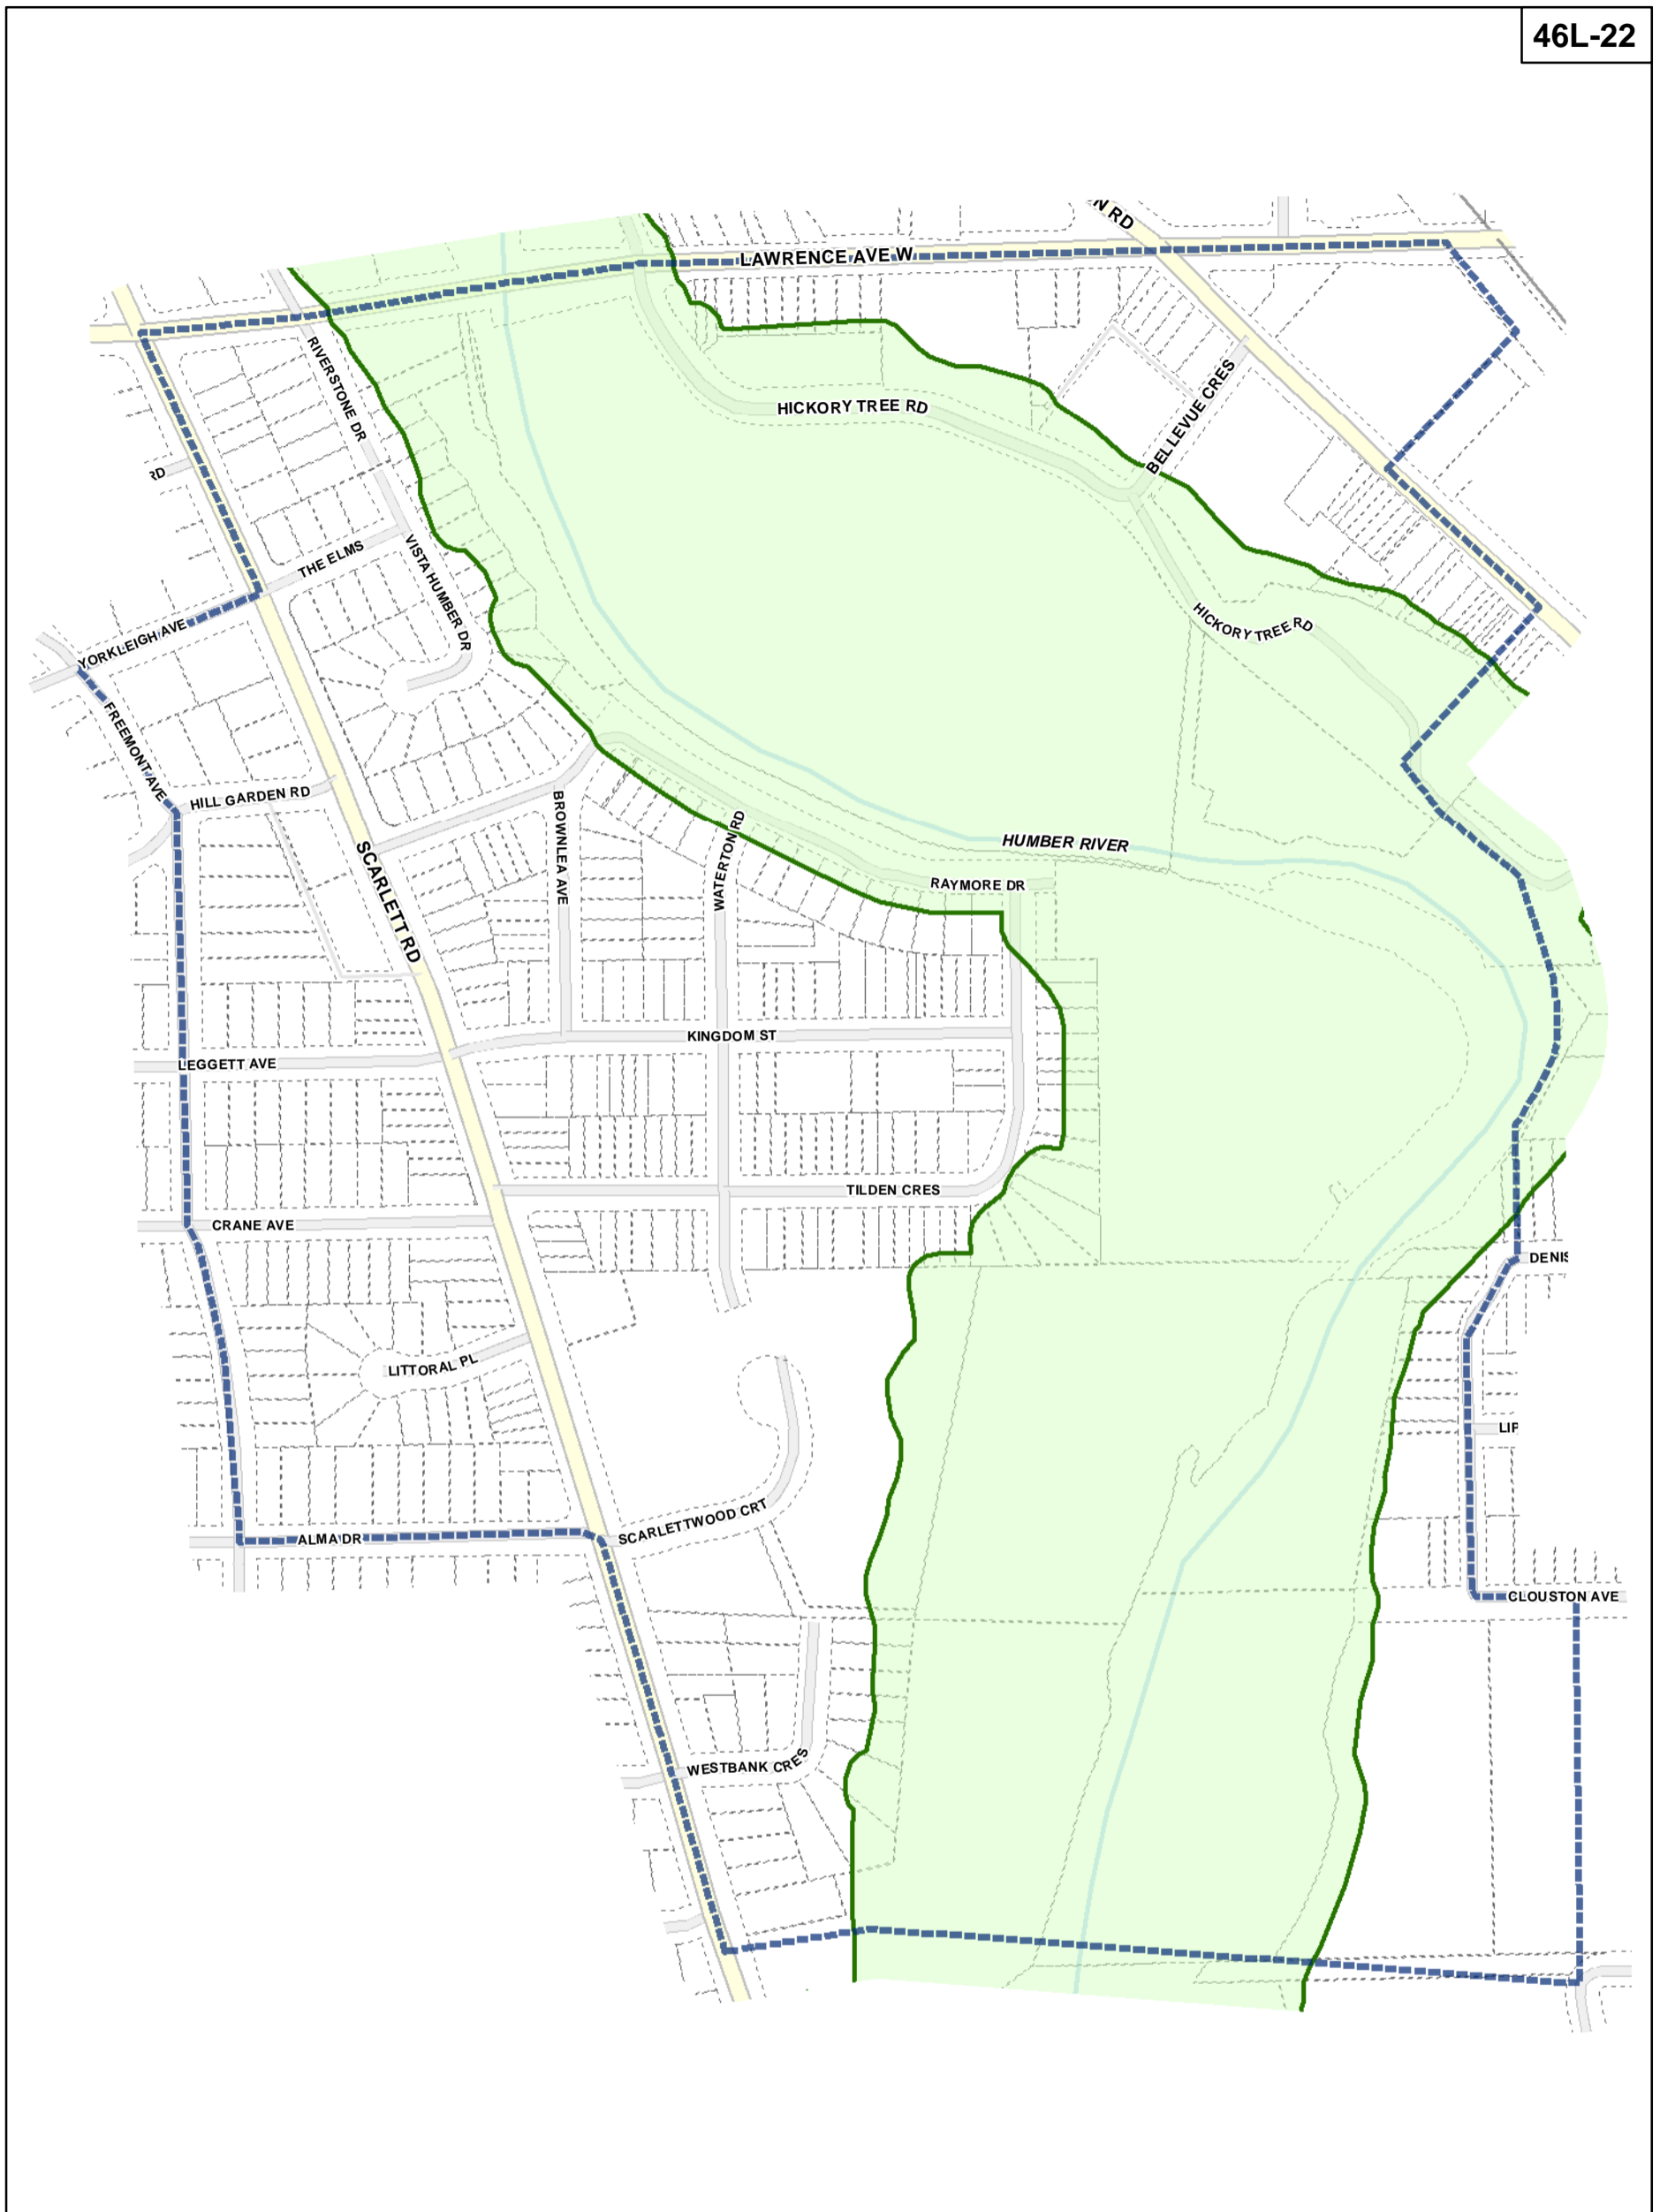 46L-22
N RD
LAWRENCE AVE W
RIVERSTONE DR
HICKORY TREE RD
BELLEVUE CRES
RD
THE ELMS
VISTA HUMBER DR
YORKLEIGH AVE
HICKORY TREE RD
FREEMONT AVE
HILL GARDEN RD
BROWNLEA AVE
WATERTON RD
HUMBER RIVER
SCARLETT RD
RAYMORE DR
KINGDOM ST
LEGGETT AVE
TILDEN CRES
CRANE AVE
DENIS
LITTORAL PL
LIP
SCARLETTWOOD CRT
ALMA DR
CLOUSTON AVE
WESTBANK CRES